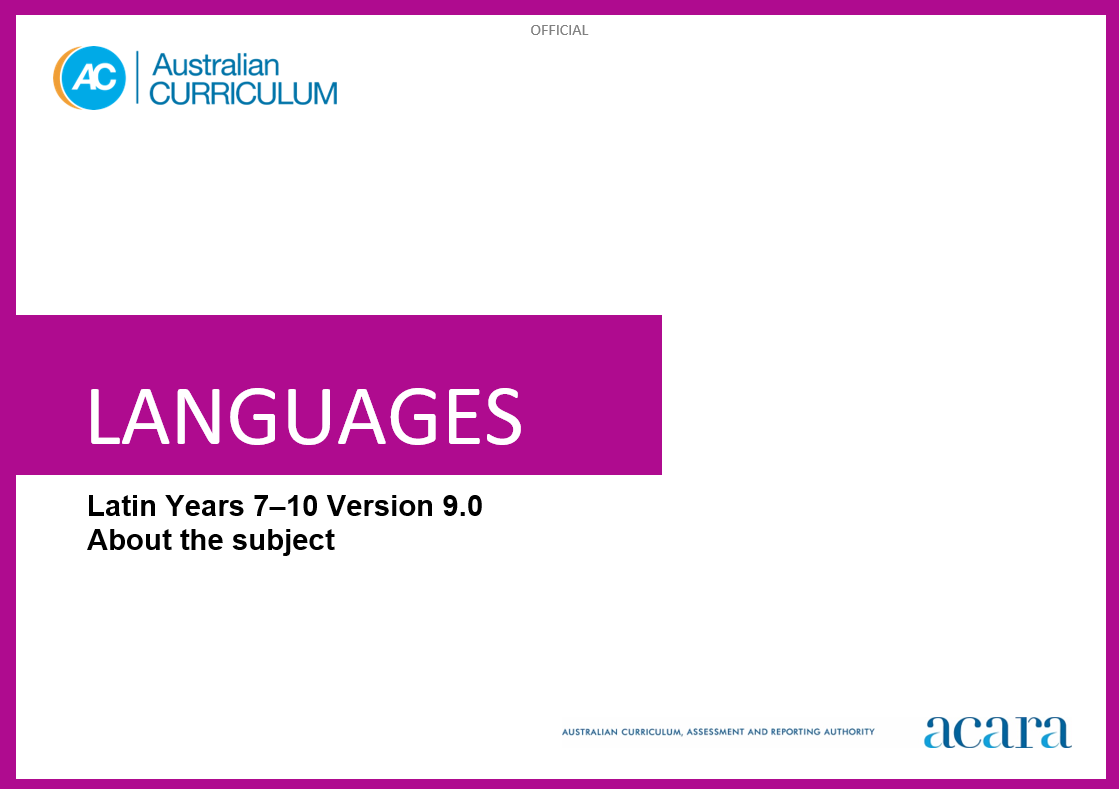 OFFICIAL
AC
Australian
CURRICULUM
LANGUAGES
Latin Years 7–10 Version 9.0
About the subject
AUSTRALIAN CURRICULUM, ASSESSMENT AND REPORTING AUTHORITY
acara